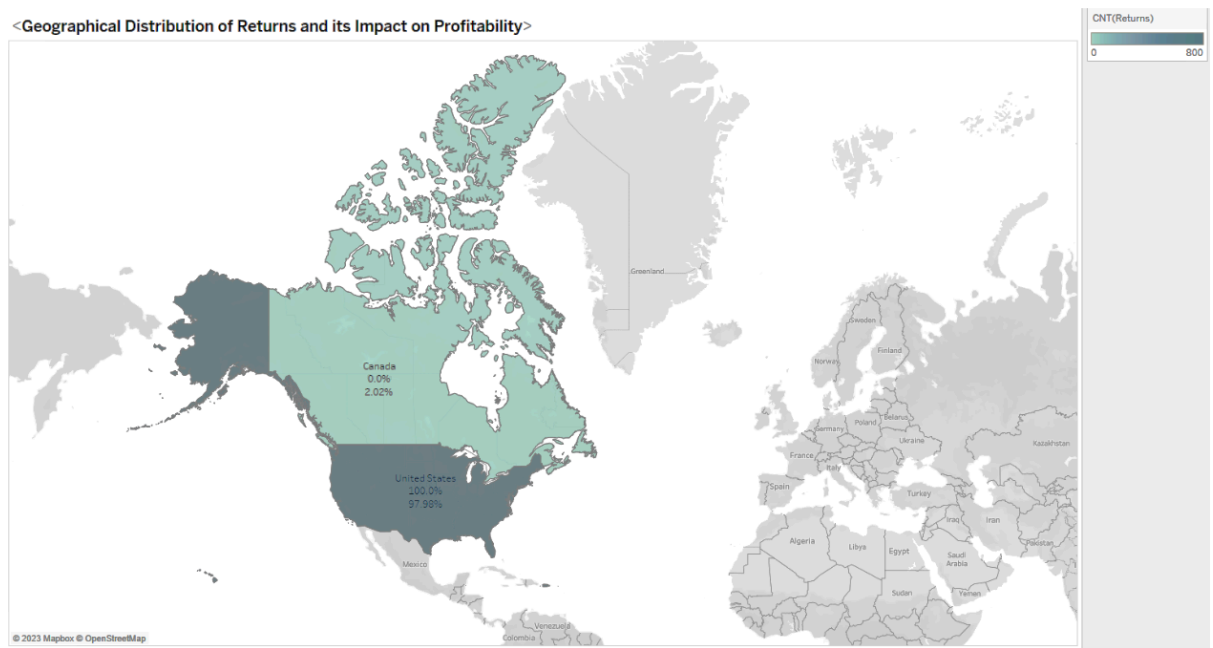 <Geographical Distribution of Returns and its Impact on Profitability>
CNT(Returns)
0 800
Greenland
Sweden
Finland
Norway
Canada
0.0%
2.02%
Belarus
Poland
Germany
Ukraine
Kazakhstan
France
Italy
United States
100.0%
97.98%
Spain
Turkey
Iraq
Iran
Algeria
Libya
Egypt
Pakistan
Saudi
Arabia
Mexico
Sudan
Yemen
Venezuela
Colombia
© 2023 Mapbox © OpenStreetMap